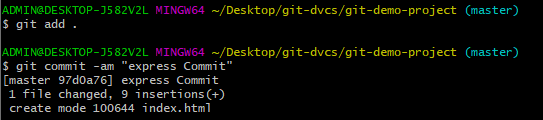 ADMIN@DESKTOP-J582V2L MINGW64 ~/Desktop/git-dvcs/git-demo-project (master)
$ git add .
ADMIN@DESKTOP-J582V2L MINGW64 ~/Desktop/git-dvcs/git-demo-project (master)
$ git commit -am "express Commit"
[master 97d0a76] express Commit
 1 file changed, 9 insertions(+)
 create mode 100644 index.html